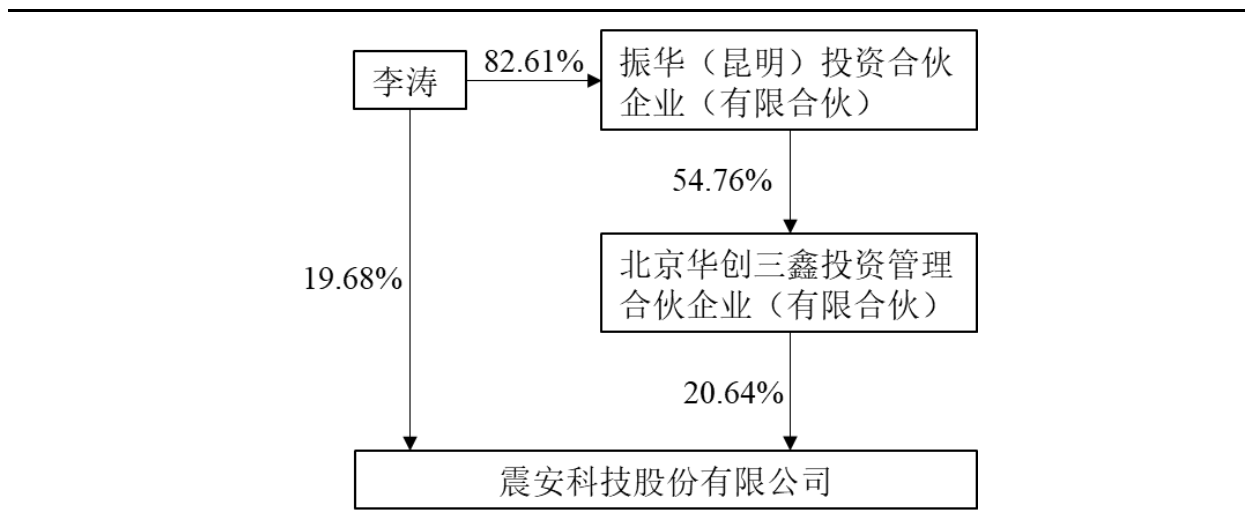 李涛
82.61%
振华（昆明）投资合伙
企业（有限合伙）
54.76%
北京华创三鑫投资管理
合伙企业（有限合伙）
19.68%
20.64%
震安科技股份有限公司